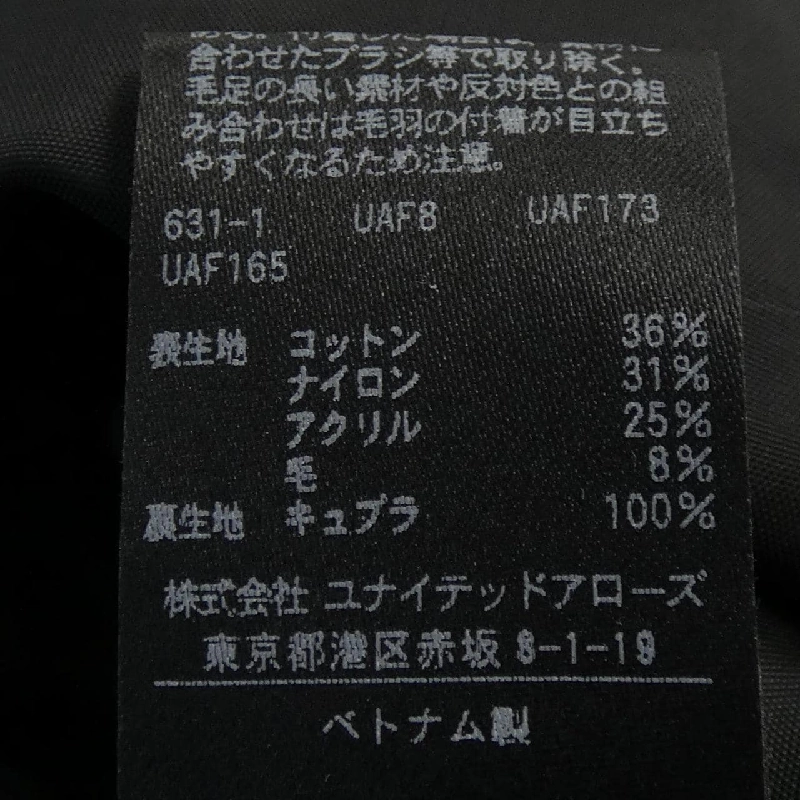 合わせたブラシ等で取り除く。
毛足の長い素材や反対色との組
み合わせは毛羽の付着が目立ち
やすくなるため注意。
631-1 UAF8 UAF173
UAF165
表生地 コットン 36%
ナイロン 31%
アクリル 25%
毛 8%
裏生地 キュプラ 100%
株式会社 ユナイテッドアローズ
東京都港区赤坂 8-1-19
ベトナム製